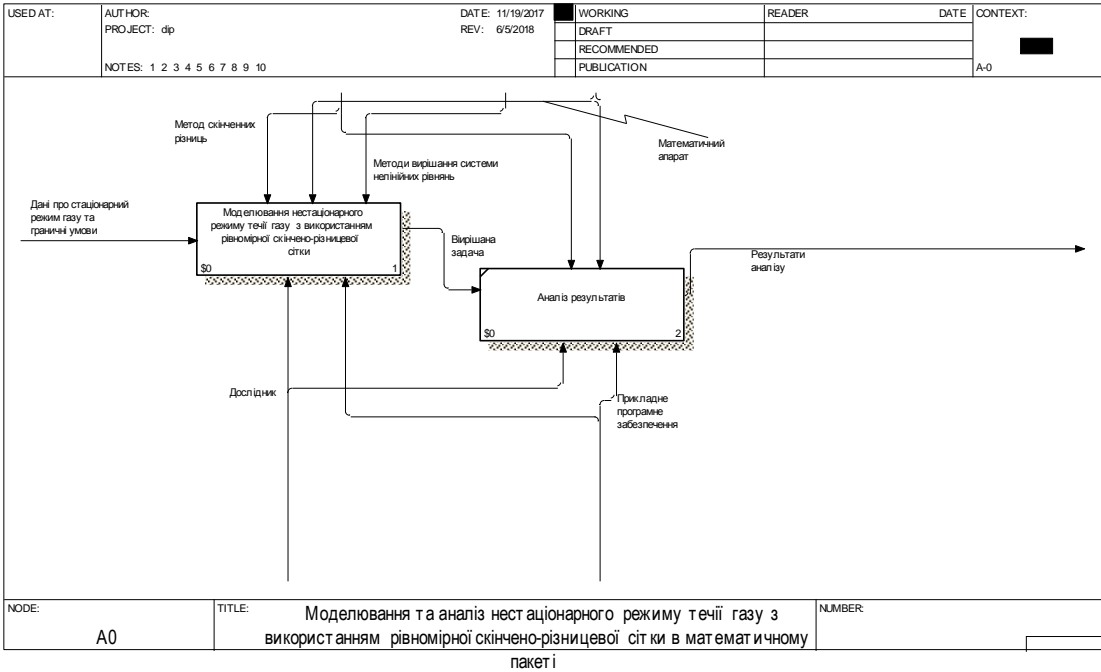 USED AT:
AUTHOR:
DATE: 11/19/2017
WORKING
READER
DATE
CONTEXT:
PROJECT: dip
REV: 6/5/2018
DRAFT
RECOMMENDED
NOTES: 1 2 3 4 5 6 7 8 9 10
PUBLICATION
A-0
Метод скінченних
різниць
Математичний
апарат
Методи вирішання системи
нелінійних рівнянь
Дані про стаціонарний
режим газу та
граничні умови
Моделювання нестаціонарного
режиму течії газу з використанням
рівномірної скінчено-різницевої
сітки
$0
1
Вирішана
задача
Результати
аналізу
Аналіз результатів
$0
2
Дослідник
Прикладне
програмне
забезпечення
NODE:
A0
TITLE:
Моделювання та аналіз нестаціонарного режиму течії газу з
використанням рівномірної скінчено-різницевої сітки в математичному
пакеті
NUMBER: